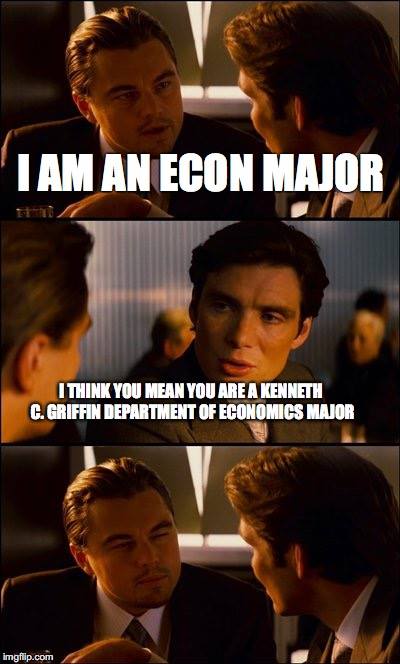 I AM AN ECON MAJOR
I THINK YOU MEAN YOU ARE A KENNETH
C. GRIFFIN DEPARTMENT OF ECONOMICS MAJOR
imgflip.com